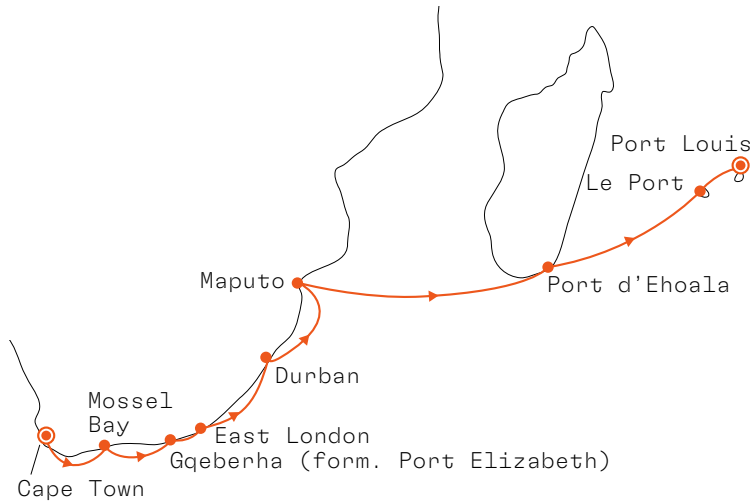 Port Louis
Le Port
Maputo
Port d'Ehoala
Durban
Mossel
Bay
East London
Gqeberha (form. Port Elizabeth)
Cape Town